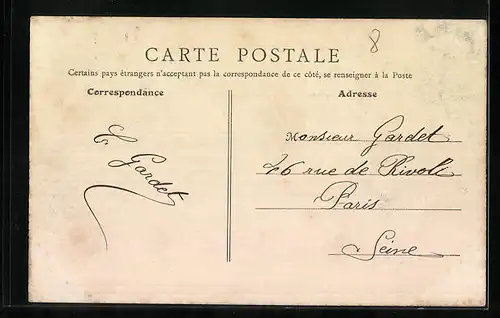 8
CARTE POSTALE
Certains pays étrangers n'acceptant pas la correspondance de ce côté, se renseigner à la Poste
Correspondance
Gardet
Adresse
Monsieur Gardet
46 rue de Rivoli
Paris
Seine